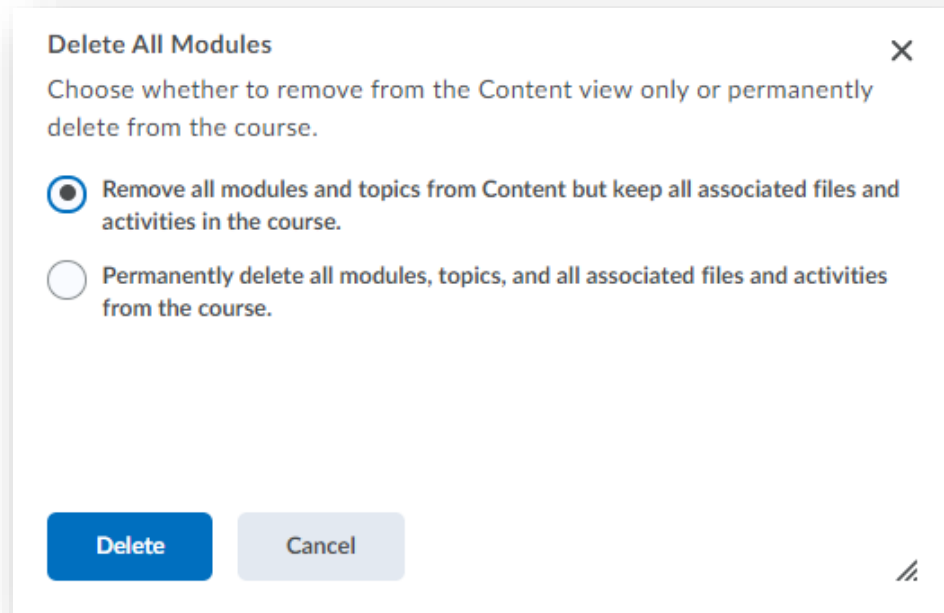 Delete All Modules
Choose whether to remove from the Content view only or permanently
delete from the course.
Remove all modules and topics from Content but keep all associated files and
activities in the course.
Permanently delete all modules, topics, and all associated files and activities
from the course.
Delete
Cancel